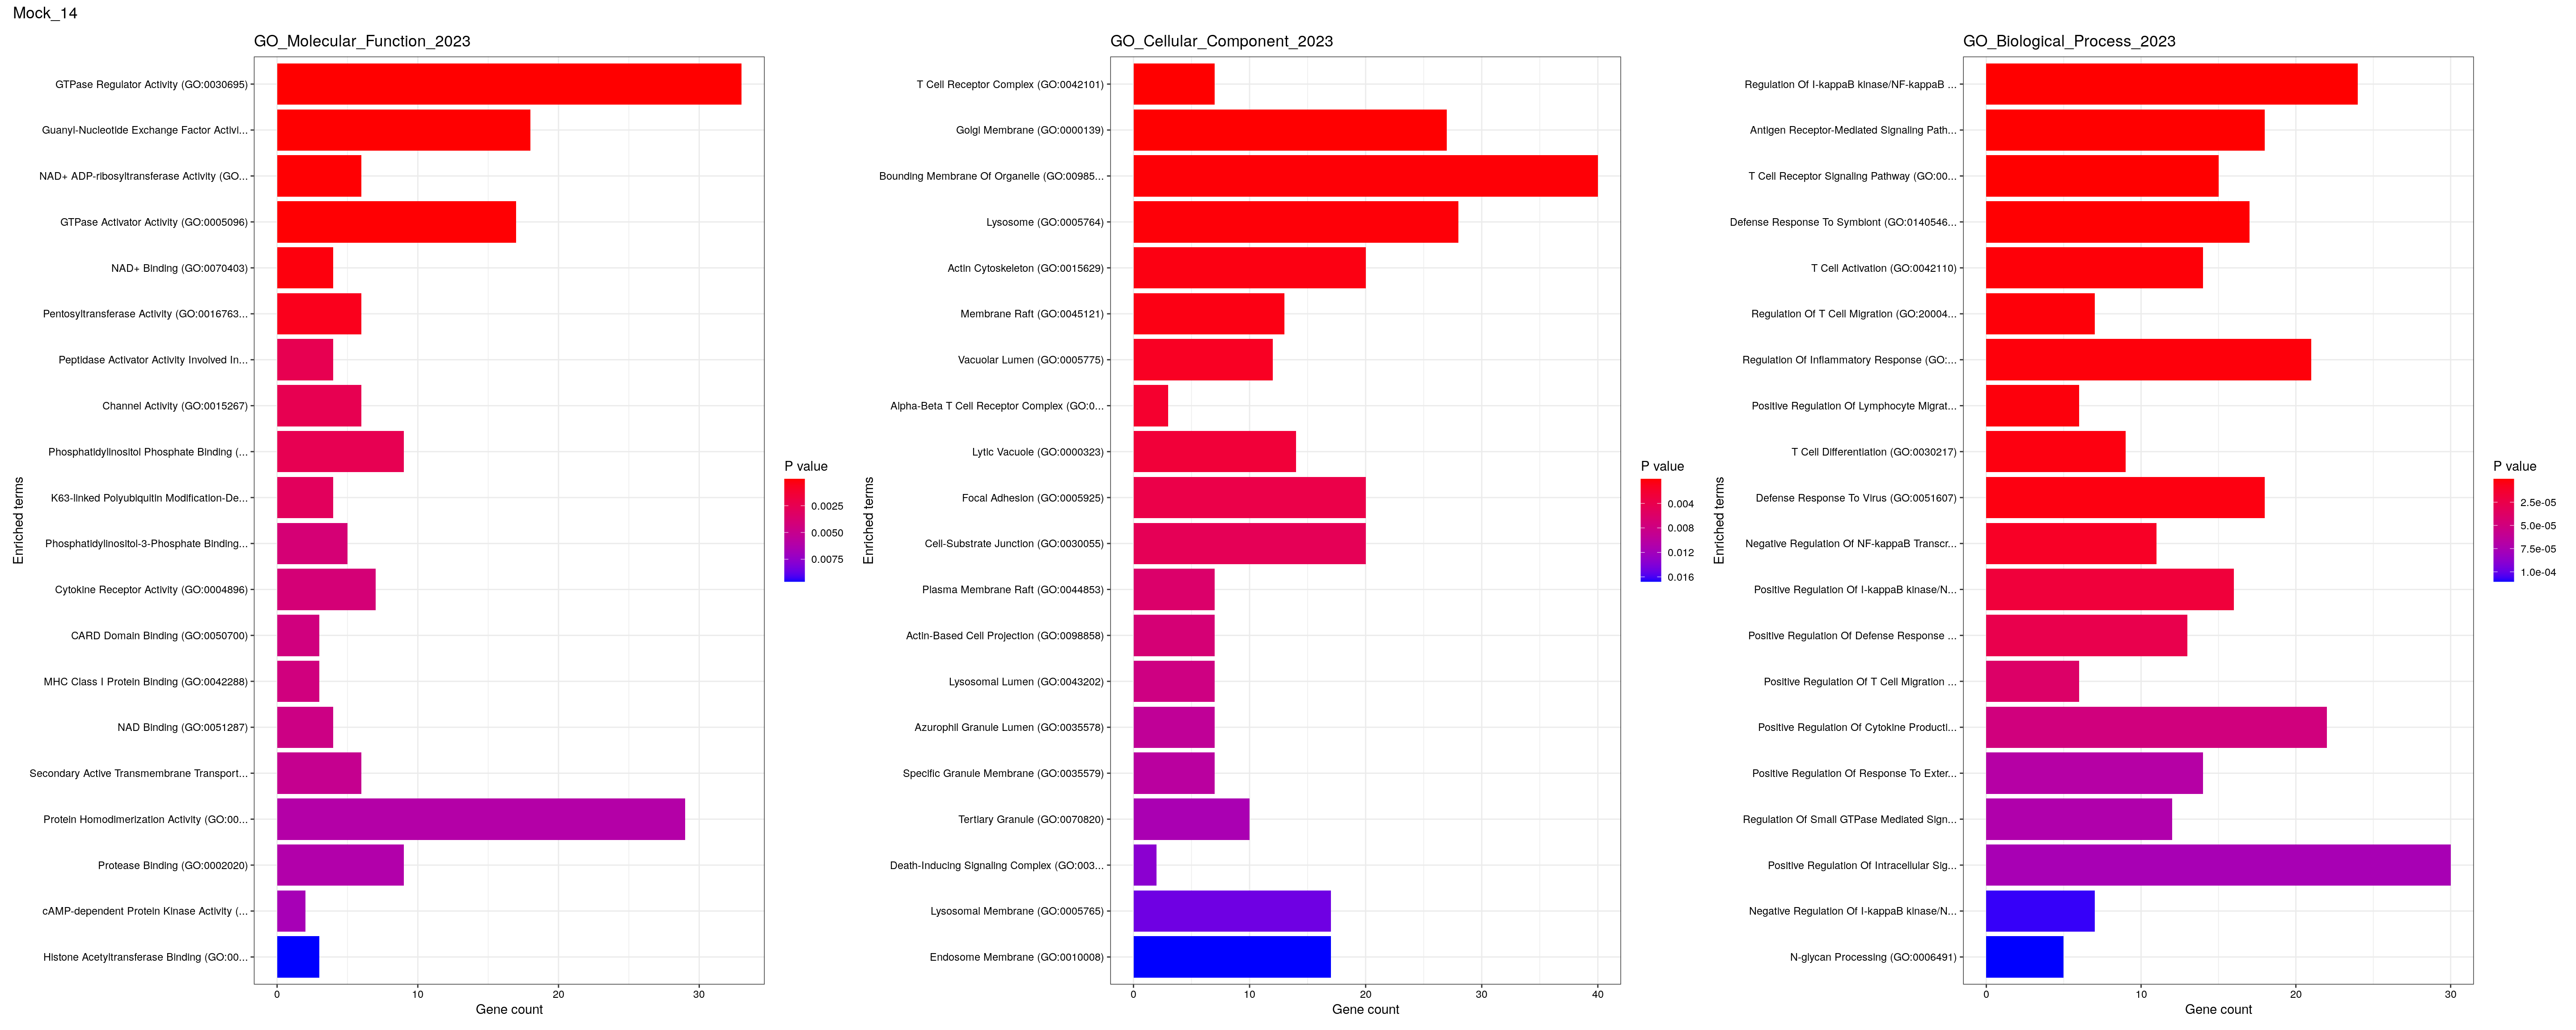 Mock_14
GO_Molecular_Function_2023
GTPase Regulator Activity (GO:0030695)
Guanyl-Nucleotide Exchange Factor Activi...
NAD+ ADP-ribosyltransferase Activity (GO...
GTPase Activator Activity (GO:0005096)
NAD+ Binding (GO:0070403)
Pentosyltransferase Activity (GO:0016763...
Peptidase Activator Activity Involved In...
Channel Activity (GO:0015267)
Phosphatidylinositol Phosphate Binding (...
K63-linked Polyubiquitin Modification-De...
Phosphatidylinositol-3-Phosphate Binding...
Cytokine Receptor Activity (GO:0004896)
CARD Domain Binding (GO:0050700)
MHC Class I Protein Binding (GO:0042288)
NAD Binding (GO:0051287)
Secondary Active Transmembrane Transport...
Protein Homodimerization Activity (GO:00...
Protease Binding (GO:0002020)
cAMP-dependent Protein Kinase Activity (...
Histone Acetyltransferase Binding (GO:00...
Enriched terms
0 10 20 30
Gene count
P value
0.0025
0.0050
0.0075
GO_Cellular_Component_2023
T Cell Receptor Complex (GO:0042101)
Golgi Membrane (GO:0000139)
Bounding Membrane Of Organelle (GO:00985...
Lysosome (GO:0005764)
Actin Cytoskeleton (GO:0015629)
Membrane Raft (GO:0045121)
Vacuolar Lumen (GO:0005775)
Alpha-Beta T Cell Receptor Complex (GO:0...
Lytic Vacuole (GO:0000323)
Focal Adhesion (GO:0005925)
Cell-Substrate Junction (GO:0030055)
Plasma Membrane Raft (GO:0044853)
Actin-Based Cell Projection (GO:0098858)
Lysosomal Lumen (GO:0043202)
Azurophil Granule Lumen (GO:0035578)
Specific Granule Membrane (GO:0035579)
Tertiary Granule (GO:0070820)
Death-Inducing Signaling Complex (GO:003...
Lysosomal Membrane (GO:0005765)
Endosome Membrane (GO:0010008)
Enriched terms
0 10 20 30 40
Gene count
P value
0.004
0.008
0.012
0.016
GO_Biological_Process_2023
Regulation Of I-kappaB kinase/NF-kappaB ...
Antigen Receptor-Mediated Signaling Path...
T Cell Receptor Signaling Pathway (GO:00...
Defense Response To Symbiont (GO:0140546...
T Cell Activation (GO:0042110)
Regulation Of T Cell Migration (GO:20004...
Regulation Of Inflammatory Response (GO:...
Positive Regulation Of Lymphocyte Migrat...
T Cell Differentiation (GO:0030217)
Defense Response To Virus (GO:0051607)
Negative Regulation Of NF-kappaB Transcr...
Positive Regulation Of I-kappaB kinase/N...
Positive Regulation Of Defense Response ...
Positive Regulation Of T Cell Migration ...
Positive Regulation Of Cytokine Producti...
Positive Regulation Of Response To Exter...
Regulation Of Small GTPase Mediated Sign...
Positive Regulation Of Intracellular Sig...
Negative Regulation Of I-kappaB kinase/N...
N-glycan Processing (GO:0006491)
Enriched terms
0 10 20 30
Gene count
P value
2.5e-05
5.0e-05
7.5e-05
1.0e-04